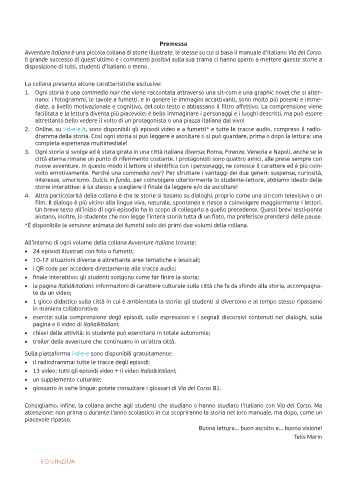 Premessa
Avventure Italiane è una piccola collana di storie illustrate, le stesse su cui si basa il manuale d'italiano Via del Corso.
Il grande successo di quest'ultimo e i commenti positivi sulla sua trama ci hanno spinto a mettere queste storie a
disposizione di tutti, studenti d'italiano o meno.
La collana presenta alcune caratteristiche esclusive:
1. Ogni storia è una commedia noir che viene raccontata attraverso una sit-com e una graphic novel che si alter-
nano: i fotogrammi, le tavole a fumetti, e in genere le immagini accattivanti, sono molto più potenti e imme-
diate, a livello motivazionale e cognitivo, del solo testo e abbassano il filtro affettivo. La comprensione viene
facilitata e la lettura diventa più piacevole: è bello immaginare i personaggi e i luoghi descritti, ma può essere
altrettanto bello vedere il volto di un protagonista o una piazza italiana dal vivo!
2. Online, su i-d-e-e.it, sono disponibili gli episodi video e a fumetti* e tutte le tracce audio, compreso il radio-
dramma della storia. Così ogni storia si può leggere e ascoltare o si può guardare, prima o dopo la lettura: una
completa esperienza multimediale!
3. Ogni storia si svolge ed è stata girata in una città italiana diversa: Roma, Firenze, Venezia e Napoli, anche se la
città eterna rimane un punto di riferimento costante. I protagonisti sono quattro amici, alle prese sempre con
nuove avventure. In questo modo il lettore si identifica con i personaggi, ne conosce il carattere ed è più coin-
volto emotivamente. Perché una commedia noir? Per sfruttare i vantaggi dei due generi: suspense, curiosità,
interesse, umorismo. Dulcis in fundo, per coinvolgere ulteriormente lo studente-lettore, abbiamo ideato delle
storie interattive: è lui stesso a scegliere il finale da leggere e/o da ascoltare!
4. Altra particolarità della collana è che le storie si basano su dialoghi, proprio come una sit-com televisiva o un
film. Il dialogo è più vicino alla lingua viva, naturale, spontanea e riesce a coinvolgere maggiormente i lettori.
Un breve testo all'inizio di ogni episodio ha lo scopo di collegarlo a quello precedente. Questi brevi testi-ponte
aiutano, inoltre, lo studente che non legge l'intera storia tutta di un fiato, ma preferisce prendersi delle pause.
*È disponibile la versione animata dei fumetti solo dei primi due volumi della collana.
All'interno di ogni volume della collana Avventure Italiane trovate:
• 24 episodi illustrati con foto o fumetti;
• 10-12 situazioni diverse e altrettante aree tematiche e lessicali;
• i QR code per accedere direttamente alle tracce audio;
• finale interattivo: gli studenti scelgono come far finire la storia;
• la pagina Italia&italiani: informazioni di carattere culturale sulla città che fa da sfondo alla storia, accompagna-
te da un video;
• 1 gioco didattico sulla città in cui è ambientata la storia: gli studenti si divertono e al tempo stesso ripassano
in maniera collaborativa;
• esercizi sulla comprensione degli episodi, sulle espressioni e i segnali discorsivi contenuti nei dialoghi, sulla
pagina e il video di Italia&italiani;
• chiavi delle attività: lo studente può esercitarsi in totale autonomia;
• trailer delle avventure che continuano in un'altra città.
Sulla piattaforma i-d-e-e sono disponibili gratuitamente:
• il radiodramma: tutte le tracce degli episodi;
• 13 video: tutti gli episodi video + il video Italia&italiani;
• un supplemento culturale;
• glossario in varie lingue: potete consultare i glossari di Via del Corso B1.
Consigliamo, infine, la collana anche agli studenti che studiano o hanno studiato l'italiano con Via del Corso. Ma
attenzione: non prima o durante l'anno scolastico in cui scopriranno la storia nel loro manuale, ma dopo, come un
piacevole ripasso.
Buona lettura... buon ascolto e... buona visione!
Telis Marin
EDILINGUA